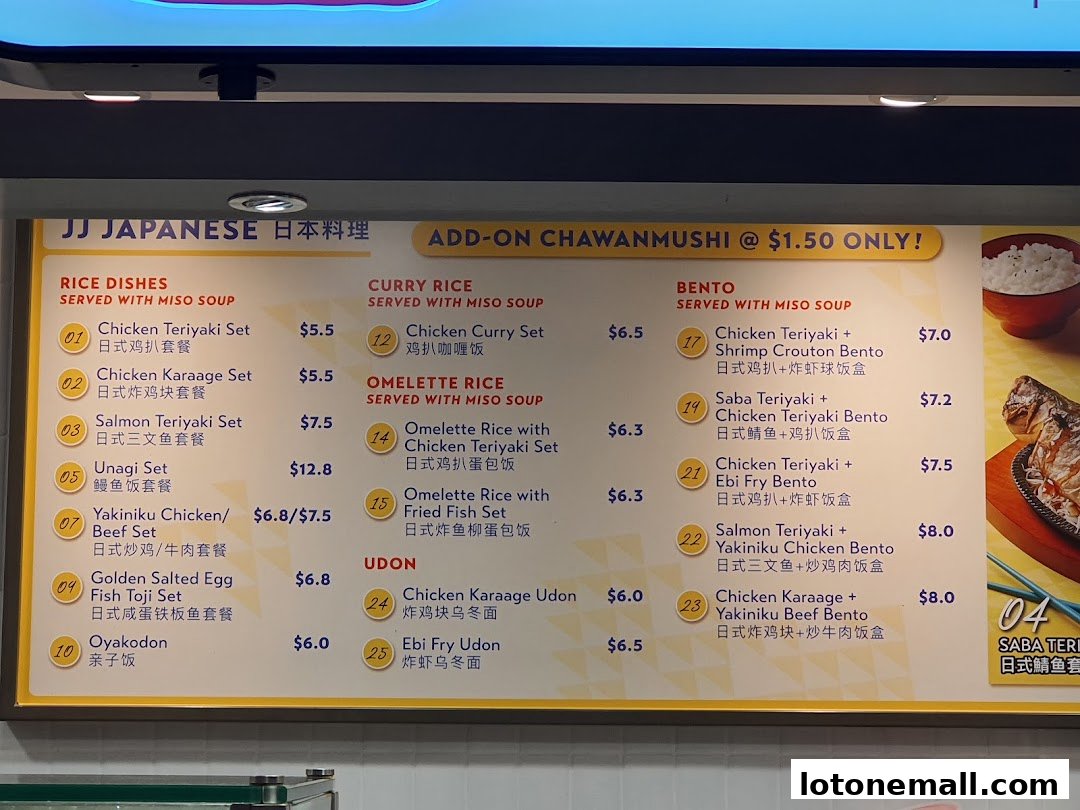 JJ JAPANESE 日本料理
ADD-ON CHAWANMUSHI @ $1.50 ONLY!
RICE DISHES
SERVED WITH MISO SOUP
01 Chicken Teriyaki Set $5.5
日式鸡扒套餐
02 Chicken Karaage Set $5.5
日式炸鸡块套餐
03 Salmon Teriyaki Set $7.5
日式三文鱼套餐
05 Unagi Set $12.8
鳗鱼饭套餐
07 Yakiniku Chicken/ $6.8/$7.5
Beef Set
日式炒鸡/牛肉套餐
09 Golden Salted Egg $6.8
Fish Toji Set
日式咸蛋铁板鱼套餐
10 Oyakodon $6.0
亲子饭
CURRY RICE
SERVED WITH MISO SOUP
12 Chicken Curry Set $6.5
鸡扒咖喱饭
OMELETTE RICE
SERVED WITH MISO SOUP
14 Omelette Rice with $6.3
Chicken Teriyaki Set
日式鸡扒蛋包饭
15 Omelette Rice with $6.3
Fried Fish Set
日式炸鱼柳蛋包饭
UDON
24 Chicken Karaage Udon $6.0
炸鸡块乌冬面
25 Ebi Fry Udon $6.5
炸虾乌冬面
BENTO
SERVED WITH MISO SOUP
17 Chicken Teriyaki + $7.0
Shrimp Crouton Bento
日式鸡扒+炸虾球饭盒
19 Saba Teriyaki + $7.2
Chicken Teriyaki Bento
日式鲭鱼+鸡扒饭盒
21 Chicken Teriyaki + $7.5
Ebi Fry Bento
日式鸡扒+炸虾饭盒
22 Salmon Teriyaki + $8.0
Yakiniku Chicken Bento
日式三文鱼+炒鸡肉饭盒
23 Chicken Karaage + $8.0
Yakiniku Beef Bento
日式炸鸡块+炒牛肉饭盒
04
SABA TERI
日式鲭鱼套
lotonemall.com